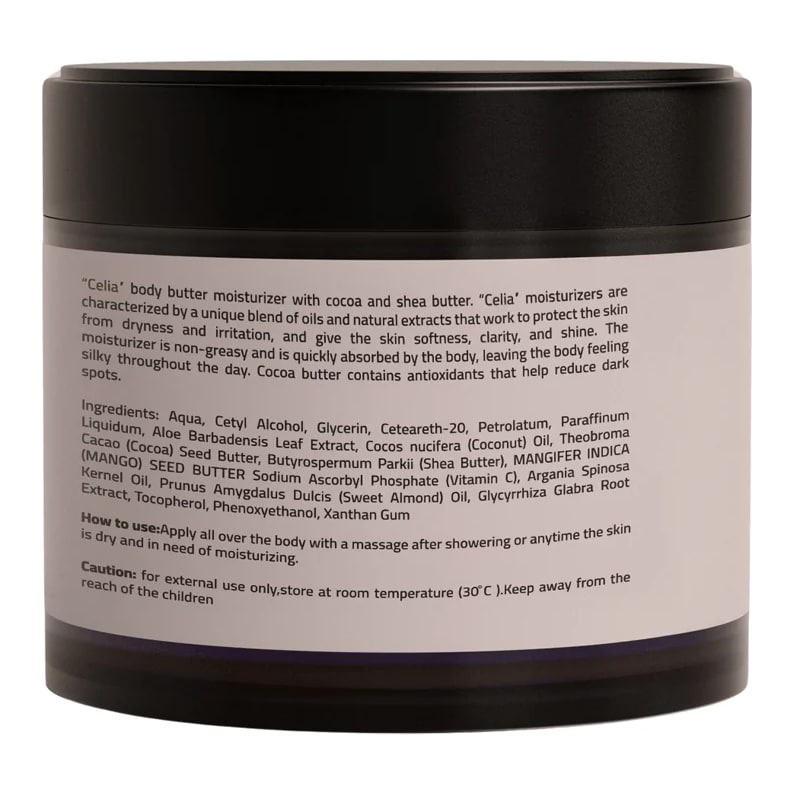 "Celia" body butter moisturizer with cocoa and shea butter. "Celia" moisturizers are
characterized by a unique blend of oils and natural extracts that work to protect the skin
from dryness and irritation, and give the skin softness, clarity, and shine. The
moisturizer is non-greasy and is quickly absorbed by the body, leaving the body feeling
silky throughout the day. Cocoa butter contains antioxidants that help reduce dark
spots.
Ingredients: Aqua, Cetyl Alcohol, Glycerin, Ceteareth-20, Petrolatum, Paraffinum
Liquidum, Aloe Barbadensis Leaf Extract, Cocos nucifera (Coconut) Oil, Theobroma
Cacao (Cocoa) Seed Butter, Butyrospermum Parkii (Shea Butter), MANGIFER INDICA
(MANGO) SEED BUTTER Sodium Ascorbyl Phosphate (Vitamin C), Argania Spinosa
Kernel Oil, Prunus Amygdalus Dulcis (Sweet Almond) Oil, Glycyrrhiza Glabra Root
Extract, Tocopherol, Phenoxyethanol, Xanthan Gum
How to use:Apply all over the body with a massage after showering or anytime the skin
is dry and in need of moisturizing.
Caution: for external use only,store at room temperature (30°C ).Keep away from the
reach of the children